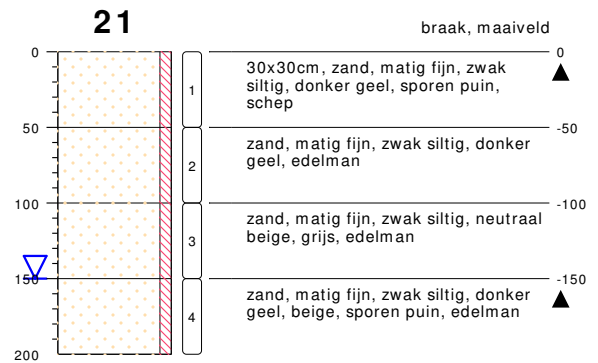 21
braak, maaiveld
0
0
30x30cm, zand, matig fijn, zwak
siltig, donker geel, sporen puin,
schep
1
50
-50
zand, matig fijn, zwak siltig, donker
geel, edelman
2
100
-100
zand, matig fijn, zwak siltig, neutraal
beige, grijs, edelman
3
150
-150
zand, matig fijn, zwak siltig, donker
geel, beige, sporen puin, edelman
4
200